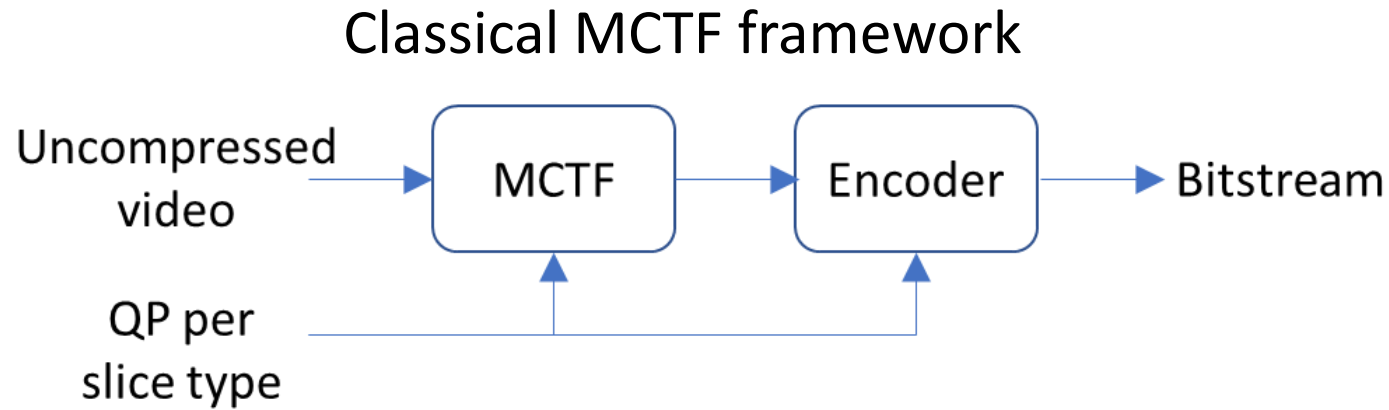 Classical MCTF framework
Uncompressed
video
MCTF
Encoder
Bitstream
QP per
slice type